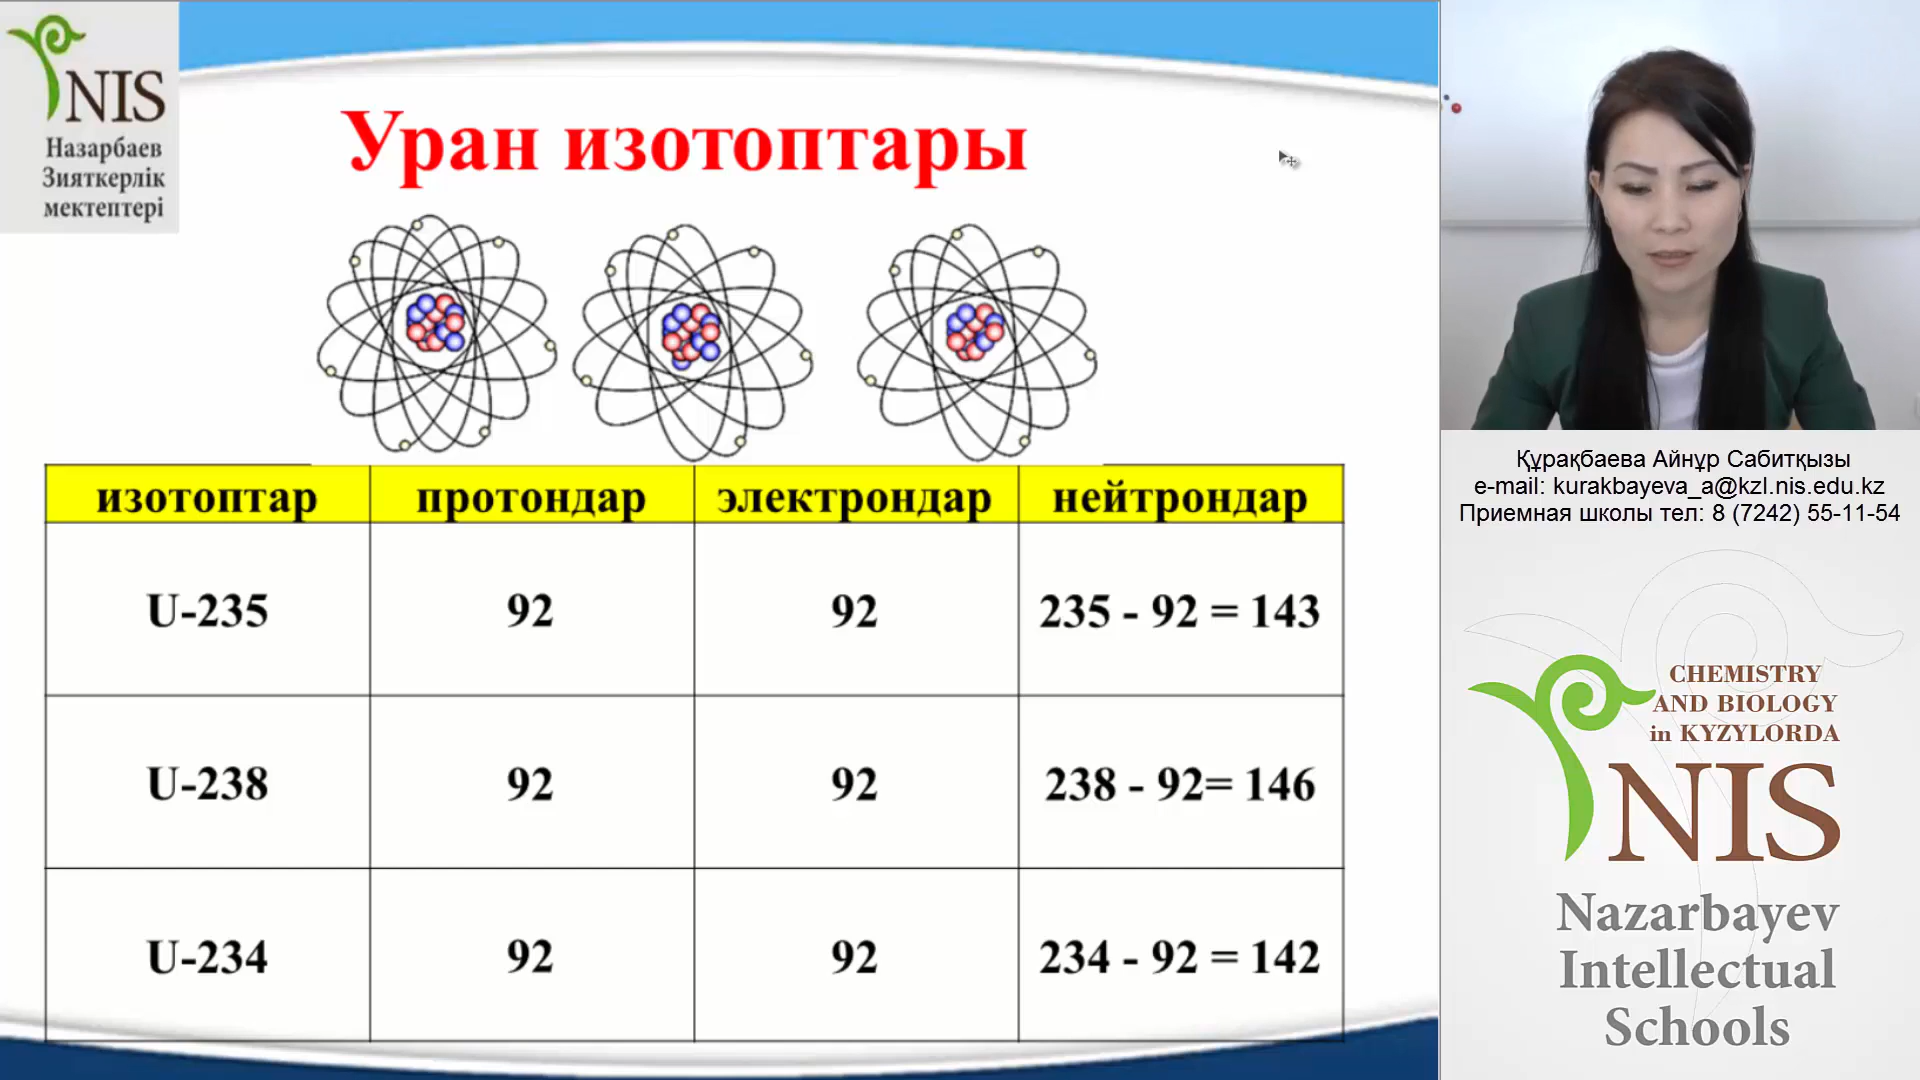 NIS
Назарбаев
Зияткерлік
мектептері
Уран изотоптары
изотоптар протондар электрондар нейтрондар
U-235 92 92 235 - 92 = 143
U-238 92 92 238 - 92= 146
U-234 92 92 234 - 92 = 142
Құрақбаева Айнұр Сабитқызы
e-mail: kurakbayeva_a@kzl.nis.edu.kz
Приемная школы тел: 8 (7242) 55-11-54
CHEMISTRY
AND BIOLOGY
in KYZYLORDA
NIS
Nazarbayev
Intellectual
Schools